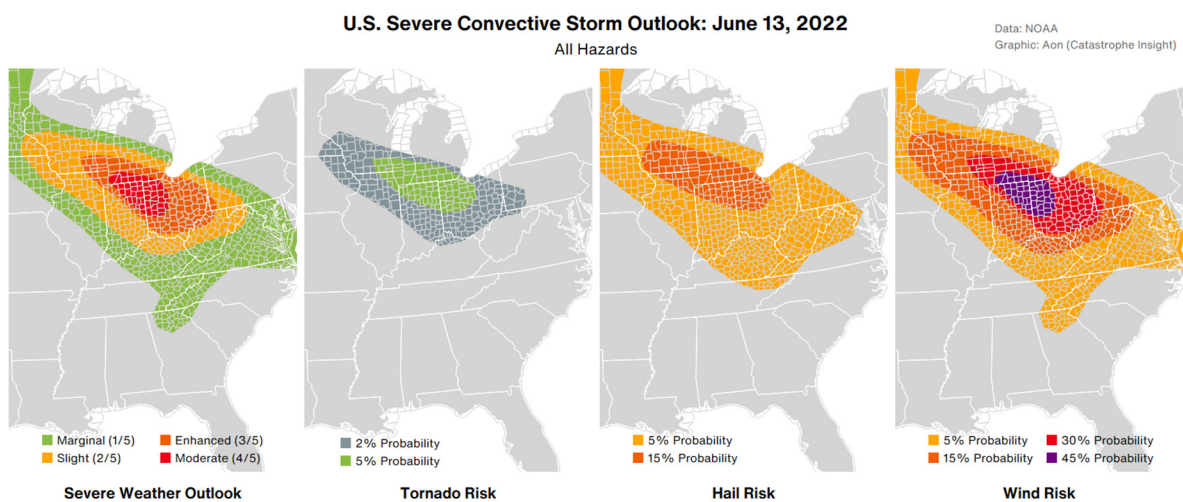 U.S. Severe Convective Storm Outlook: June 13, 2022
All Hazards
Data: NOAA
Graphic: Aon (Catastrophe Insight)
Marginal (1/5)
Enhanced (3/5)
Slight (2/5)
Moderate (4/5)
Severe Weather Outlook
2% Probability
5% Probability
Tornado Risk
5% Probability
15% Probability
Hail Risk
5% Probability
30% Probability
15% Probability
45% Probability
Wind Risk